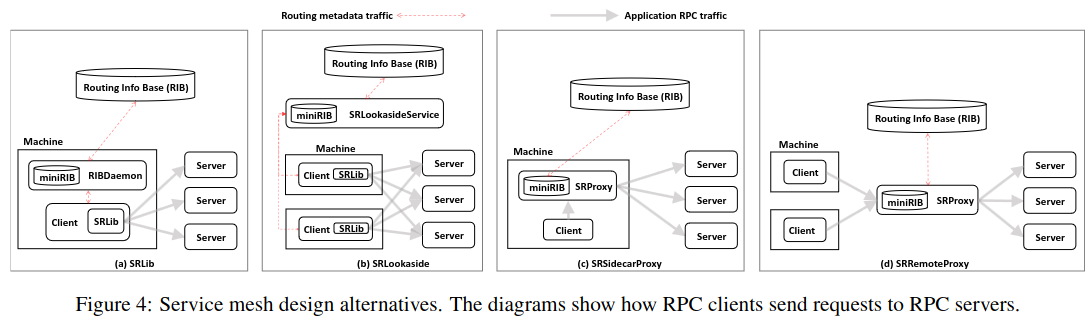 Routing metadata traffic
Application RPC traffic
Routing Info Base (RIB)
Machine
miniRIB
RIBDaemon
Client
SRLib
Server
Server
Server
(a) SRLib
Routing Info Base (RIB)
miniRIB
SRLookasideService
Machine
Client
SRLib
Client
SRLib
Server
Server
Server
(b) SRLookaside
Routing Info Base (RIB)
Machine
miniRIB
SRProxy
Client
Server
Server
Server
(c) SRSidecarProxy
Routing Info Base (RIB)
Machine
Client
Client
miniRIB
SRProxy
Server
Server
Server
(d) SRRemoteProxy
Figure 4: Service mesh design alternatives. The diagrams show how RPC clients send requests to RPC servers.